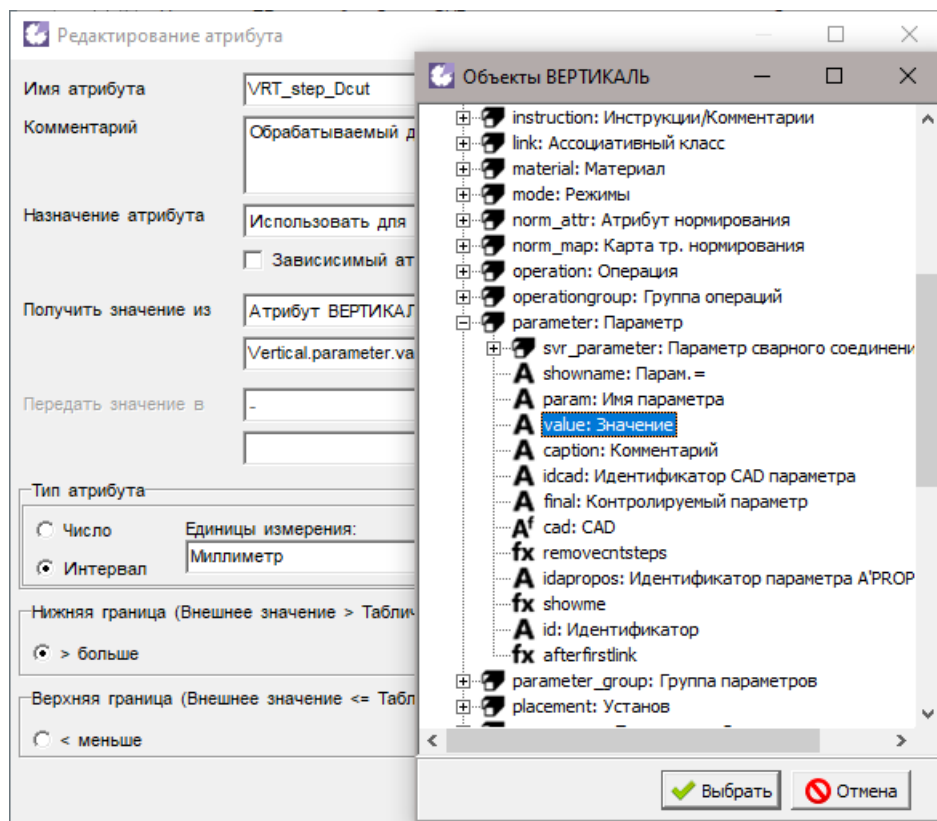 Редактирование атрибута
Имя атрибута
VRT_step_Dcut
Комментарий
Обрабатываемый д
Назначение атрибута
Использовать для
Зависисимый ат
Получить значение из
Атрибут ВЕРТИКАЛ
Vertical.parameter.va
Передать значение в
-
Тип атрибута
Число
Единицы измерения:
Миллиметр
Интервал
Нижняя граница (Внешнее значение > Таблич
> больше
Верхняя граница (Внешнее значение <= Табл
< меньше
Объекты ВЕРТИКАЛЬ
instruction: Инструкции/Комментарии
link: Ассоциативный класс
material: Материал
mode: Режимы
norm_attr: Атрибут нормирования
norm_map: Карта тр. нормирования
operation: Операция
operationgroup: Группа операций
parameter: Параметр
svr_parameter: Параметр сварного соединени
showname: Парам.=
param: Имя параметра
value: Значение
caption: Комментарий
idcad: Идентификатор CAD параметра
final: Контролируемый параметр
cad: CAD
removecntsteps
idapropos: Идентификатор параметра A'PROP
showme
id: Идентификатор
afterfirstlink
parameter_group: Группа параметров
placement: Установ
Выбрать
Отмена